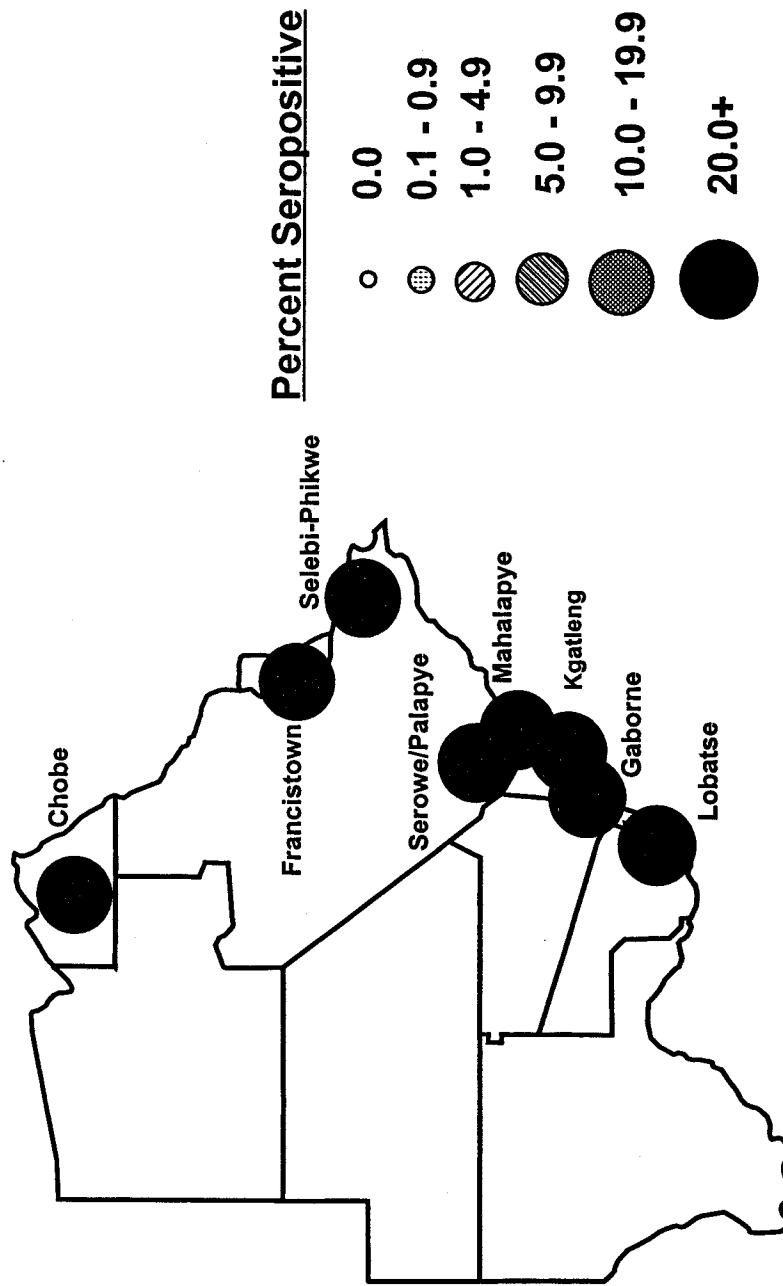 Percent Seropositive
0.0
0.1 - 0.9
1.0 - 4.9
5.0 - 9.9
10.0 - 19.9
20.0+
Chobe
Francistown
Selebi-Phikwe
Serowe/Palapye
Mahalapye
Kgatleng
Gaborne
Lobatse